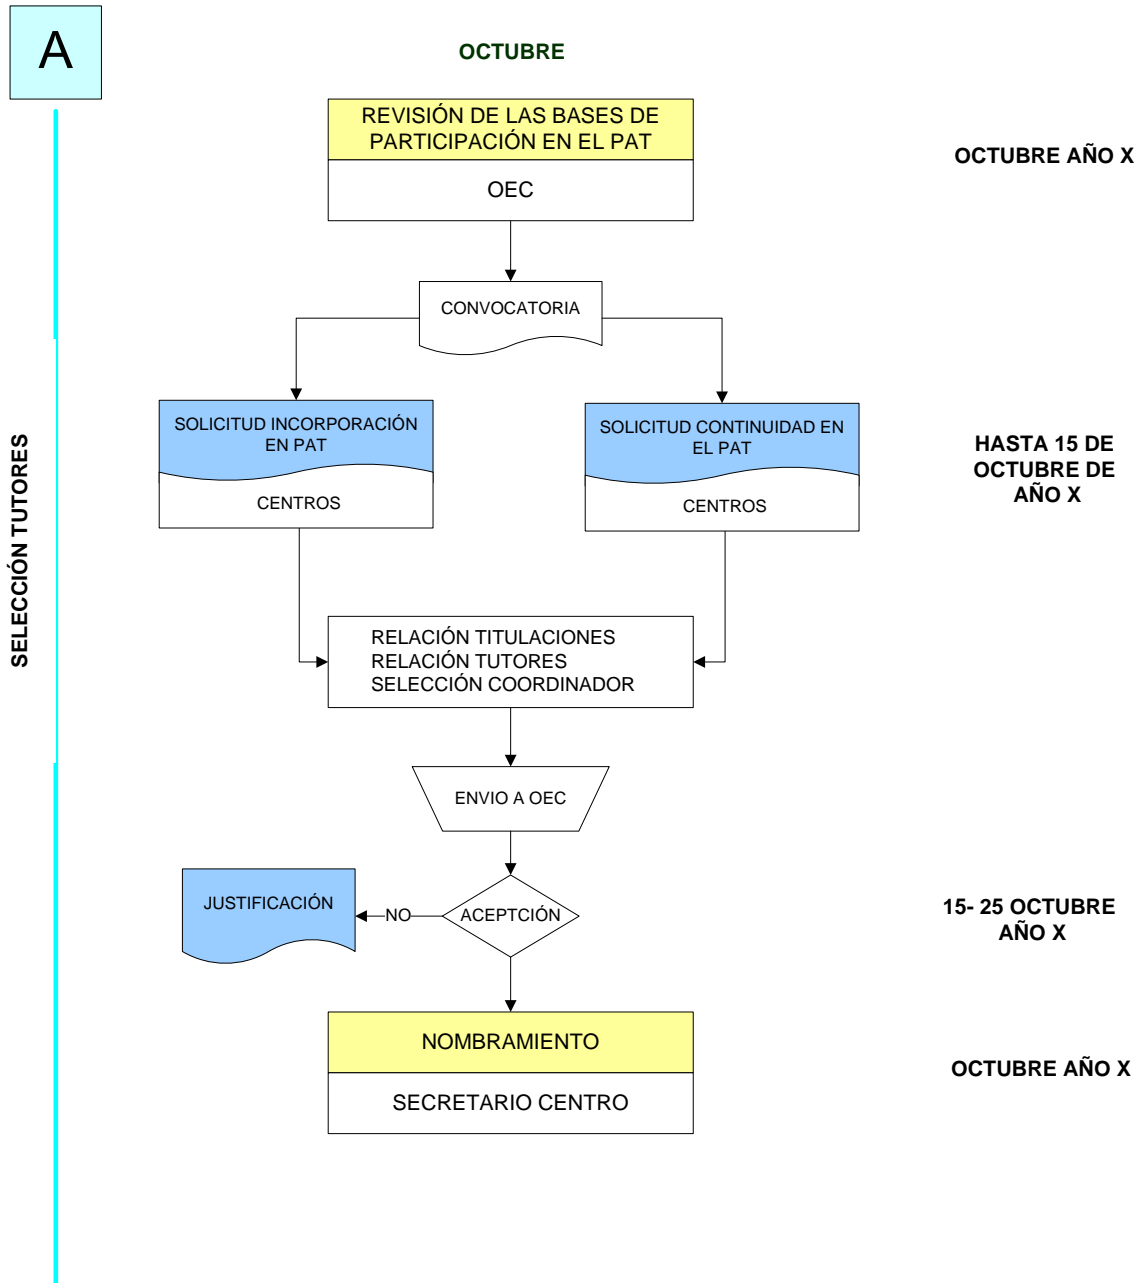 A
OCTUBRE
REVISIÓN DE LAS BASES DE
PARTICIPACIÓN EN EL PAT
OEC
OCTUBRE AÑO X
CONVOCATORIA
SOLICITUD INCORPORACIÓN
EN PAT
CENTROS
SOLICITUD CONTINUIDAD EN
EL PAT
CENTROS
HASTA 15 DE
OCTUBRE DE
AÑO X
SELECCIÓN TUTORES
RELACIÓN TITULACIONES
RELACIÓN TUTORES
SELECCIÓN COORDINADOR
ENVIO A OEC
JUSTIFICACIÓN
NO
ACEPTCIÓN
15- 25 OCTUBRE
AÑO X
NOMBRAMIENTO
SECRETARIO CENTRO
OCTUBRE AÑO X